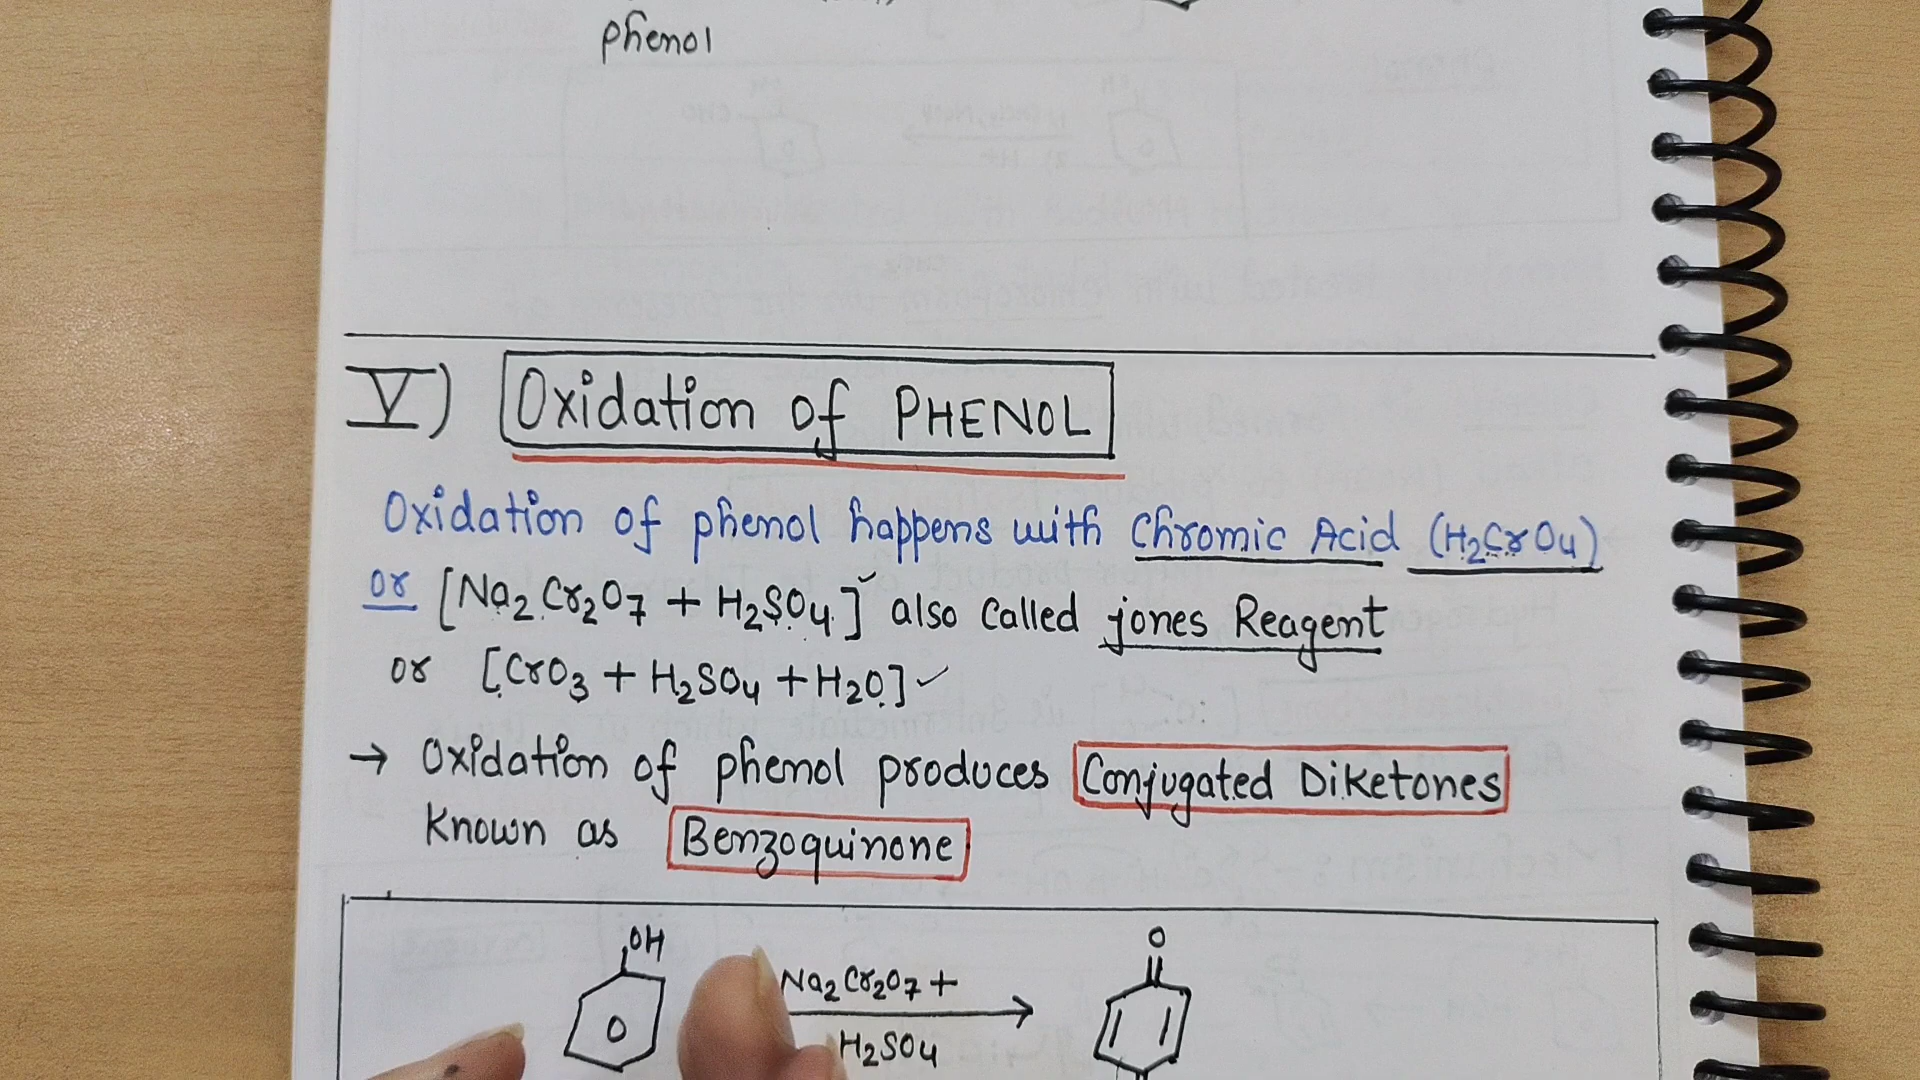 phenol
V) Oxidation of PHENOL
Oxidation of phenol happens with Chromic Acid (H2CrO4)
or [Na2Cr2O7 + H2SO4] also called jones Reagent
or [CrO3 + H2SO4 + H2O]
→ Oxidation of phenol produces Conjugated Diketones
Known as Benzoquinone
OH
Na2Cr2O7 +
H2SO4
O